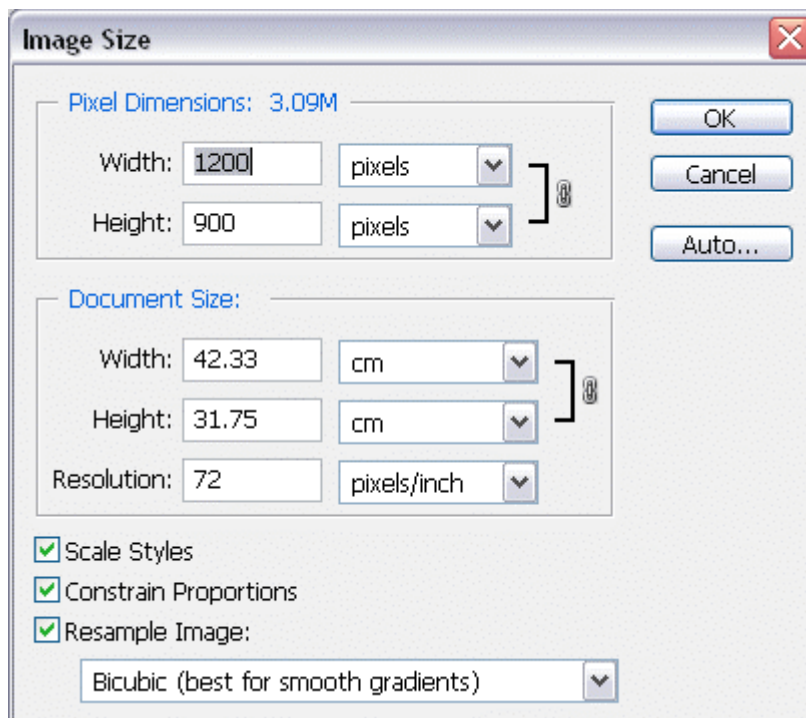 Image Size
Pixel Dimensions: 3.09M
Width: 1200 pixels
Height: 900 pixels
OK
Cancel
Auto...
Document Size:
Width: 42.33 cm
Height: 31.75 cm
Resolution: 72 pixels/inch
Scale Styles
Constrain Proportions
Resample Image:
Bicubic (best for smooth gradients)